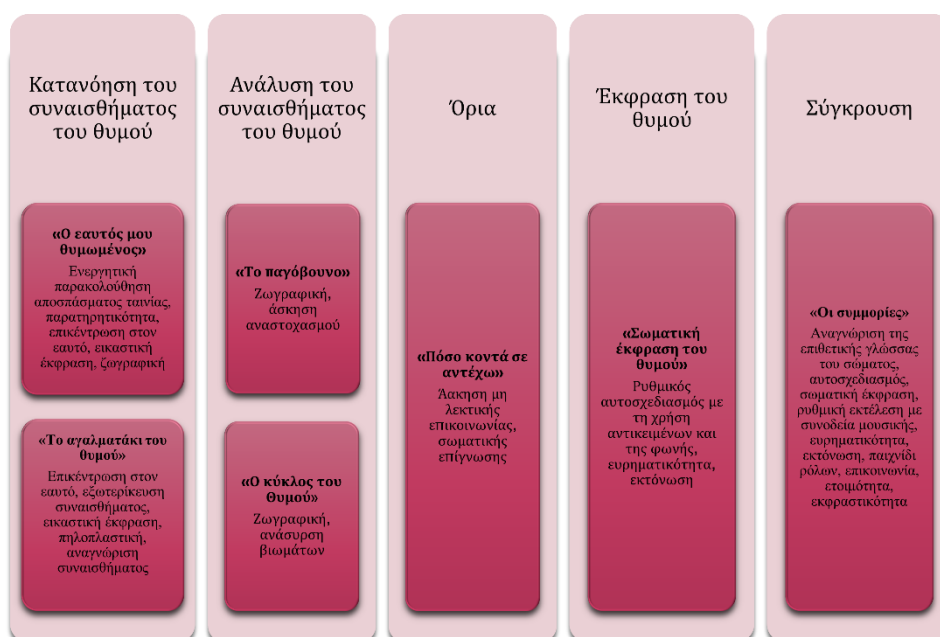 Κατανόηση του
συναισθήματος
του θυμού
«Ο εαυτός μου
θυμωμένος»
Ενεργητική
παρακολούθηση
αποσπάσματος ταινίας,
παρατηρητικότητα,
επικέντρωση στον
εαυτό, εικαστική
έκφραση, ζωγραφική
«Το αγαλματάκι του
θυμού»
Επικέντρωση στον
εαυτό, εξωτερίκευση
συναισθήματος,
εικαστική έκφραση,
πηλοπλαστική,
αναγνώριση
συναισθήματος
Ανάλυση του
συναισθήματος
του θυμού
«Το παγόβουνο»
Ζωγραφική,
άσκηση
αναστοχασμού
«Ο κύκλος του
Θυμού»
Ζωγραφική,
ανάσυρση
βιωμάτων
Όρια
«Πόσο κοντά σε
αντέχω»
Άακηση μη
λεκτικής
επικοινωνίας,
σωματικής
επίγνωσης
Έκφραση του
θυμού
«Σωματική
έκφραση του
θυμού»
Ρυθμικός
αυτοσχεδιασμός με
τη χρήση
αντικειμένων και
της φωνής,
ευρηματικότητα,
εκτόνωση
Σύγκρουση
«Οι συμμορίες»
Αναγνώριση της
επιθετικής γλώσσας
του σώματος,
αυτοσχεδιασμός,
σωματική έκφραση,
ρυθμική εκτέλεση με
συνοδεία μουσικής,
ευρηματικότητα,
εκτόνωση, παιχνίδι
ρόλων, επικοινωνία,
ετοιμότητα,
εκφραστικότητα